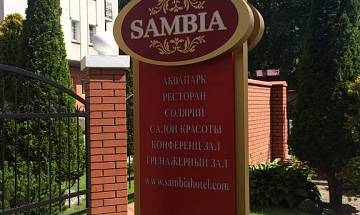 SAMBIA
АКВАПАРК
РЕСТОРАН
СОЛЯРИЙ
САЛОН КРАСОТЫ
КОНФЕРЕНЦ ЗАЛ
ТРЕНАЖЕРНЫЙ ЗАЛ
www.sambiahotel.com